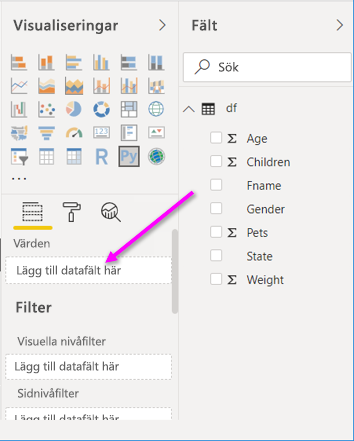 Visualiseringar
Fält
Sök
123
R
Py
...
df
Σ Age
Σ Children
Fname
Gender
Σ Pets
State
Σ Weight
Värden
Lägg till datafält här
Filter
Visuella nivåfilter
Lägg till datafält här
Sidnivåfilter
Lägg till datafält här